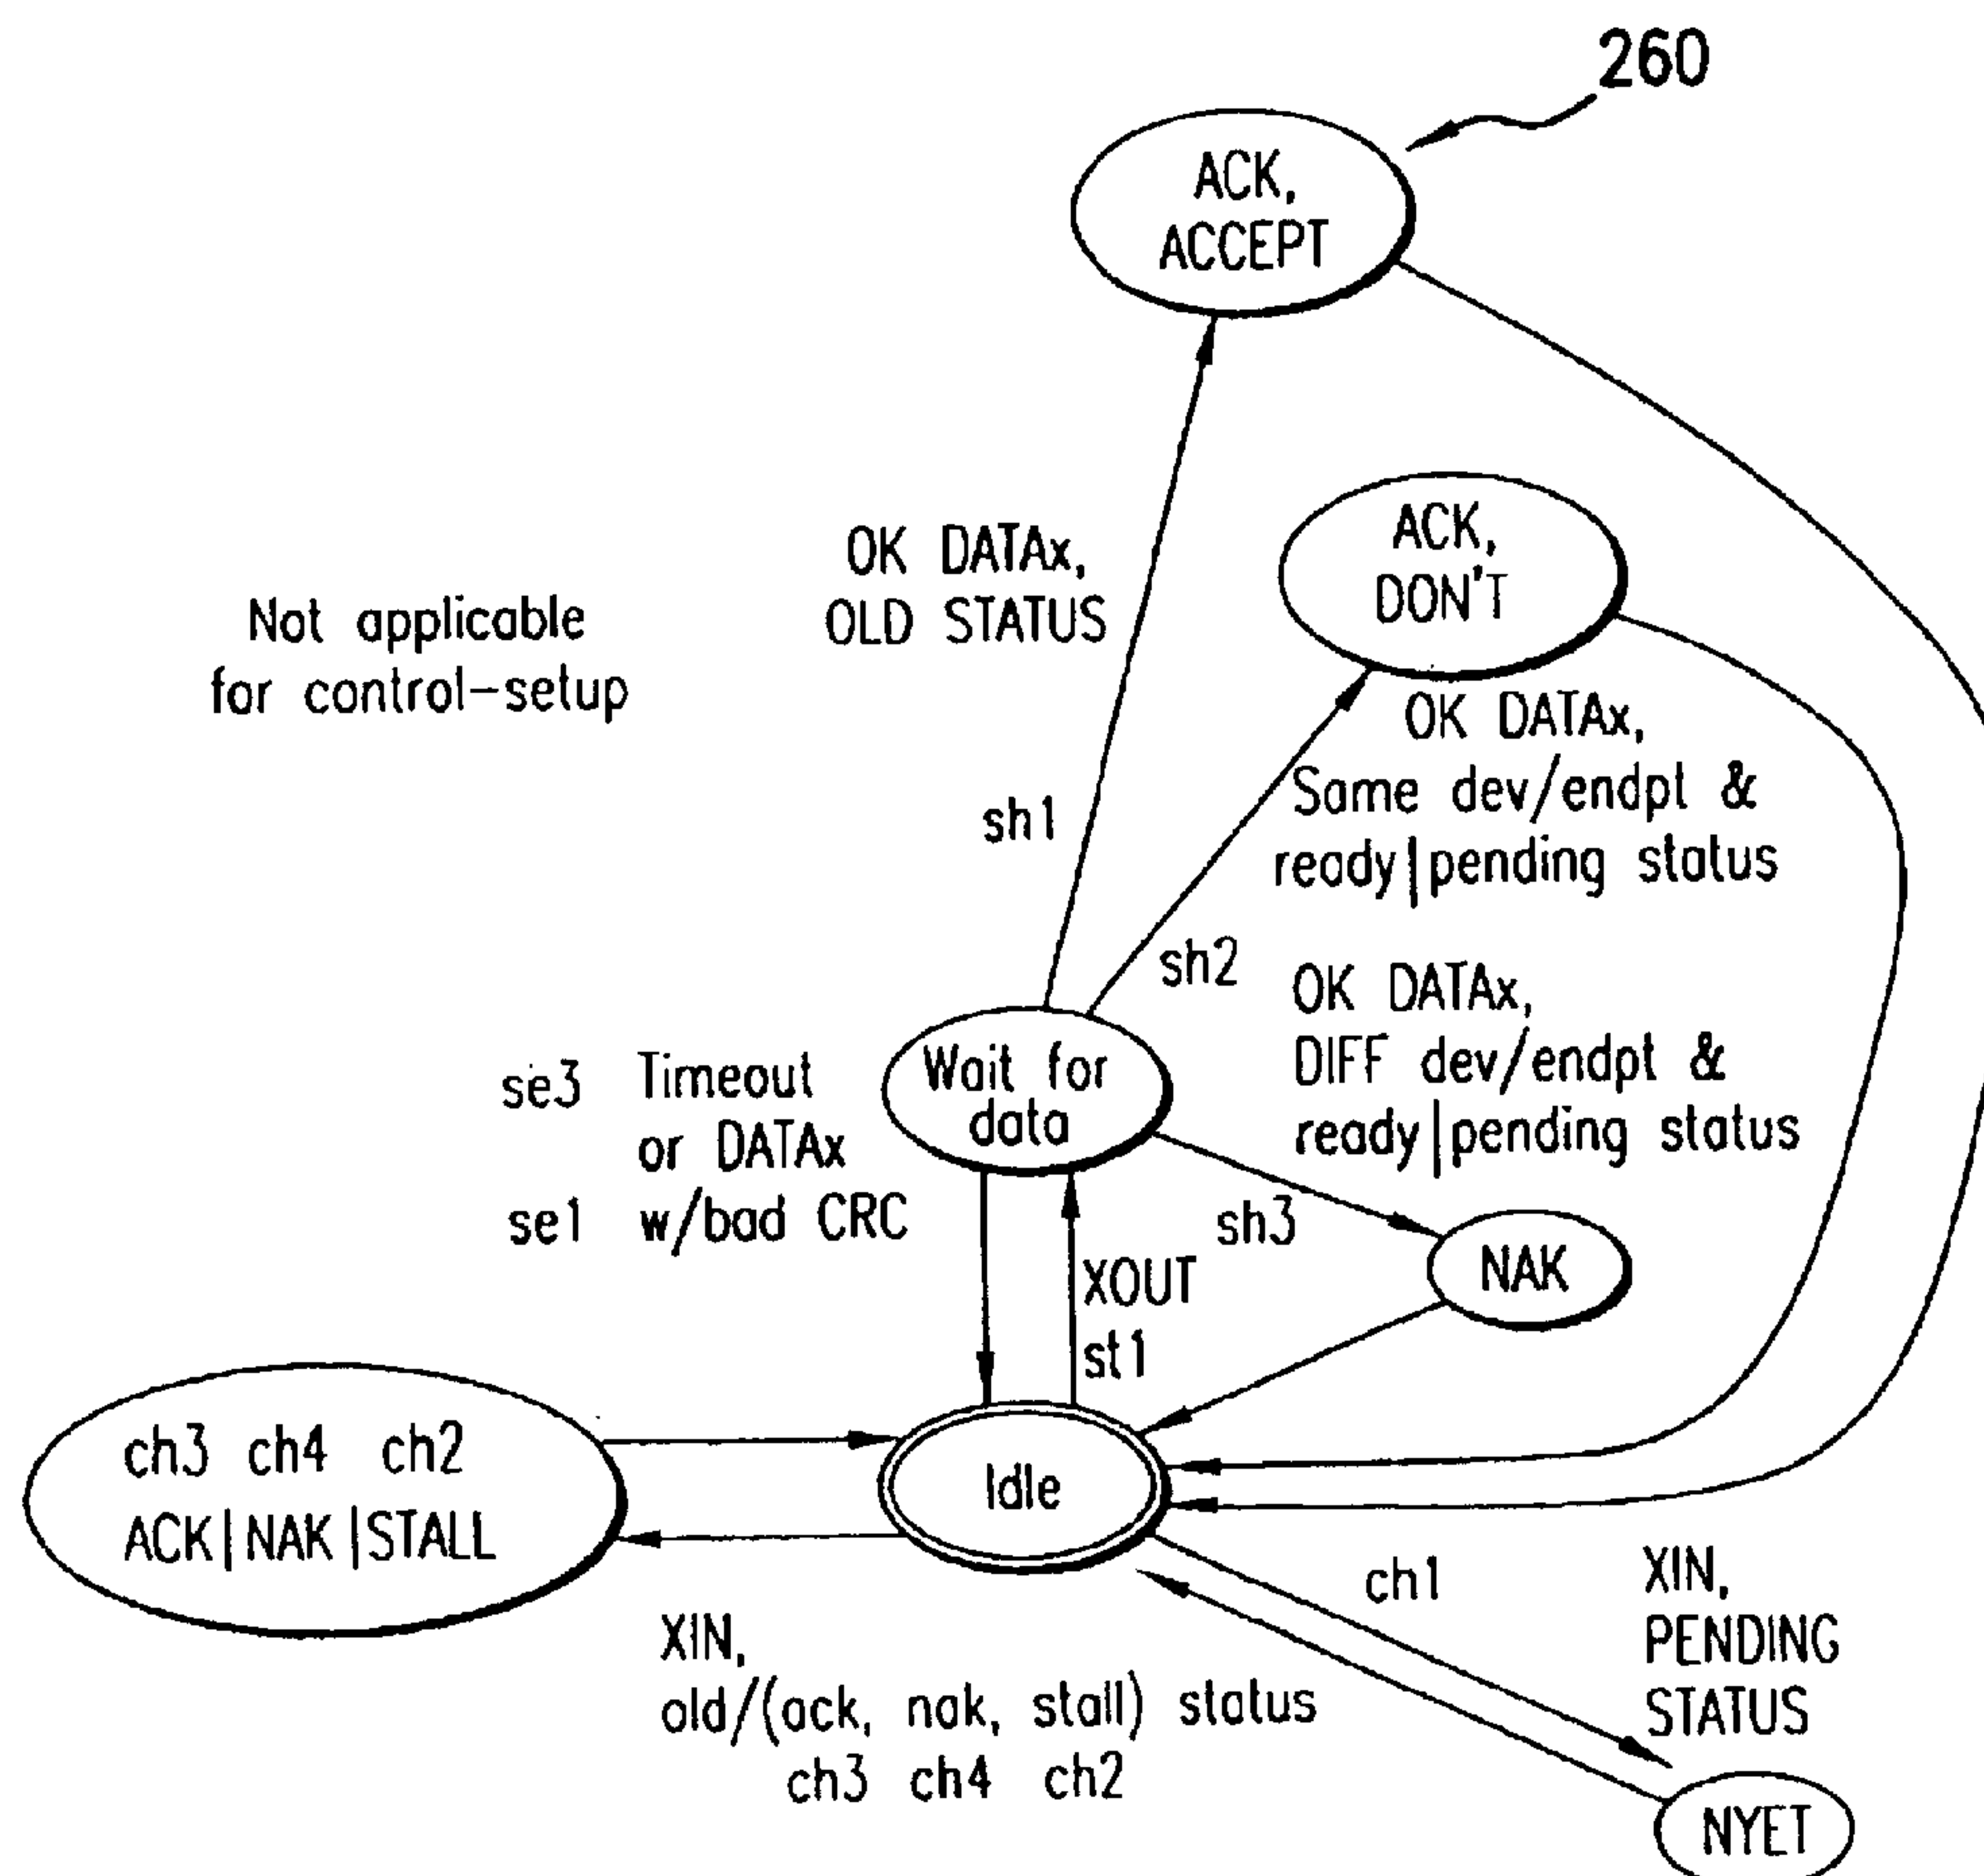 260
ACK,
ACCEPT
OK DATAx,
OLD STATUS
ACK,
DON'T
Not applicable
for control-setup
OK DATAx,
Same dev/endpt &
ready|pending status
sh1
sh2
OK DATAx,
DIFF dev/endpt &
ready|pending status
Wait for
data
se3 Timeout
or DATAx
se1 w/bad CRC
sh3
NAK
XOUT
st1
ch3 ch4 ch2
ACK|NAK|STALL
Idle
ch1
XIN,
PENDING
STATUS
XIN,
old/(ack, nak, stall) status
ch3 ch4 ch2
NYET